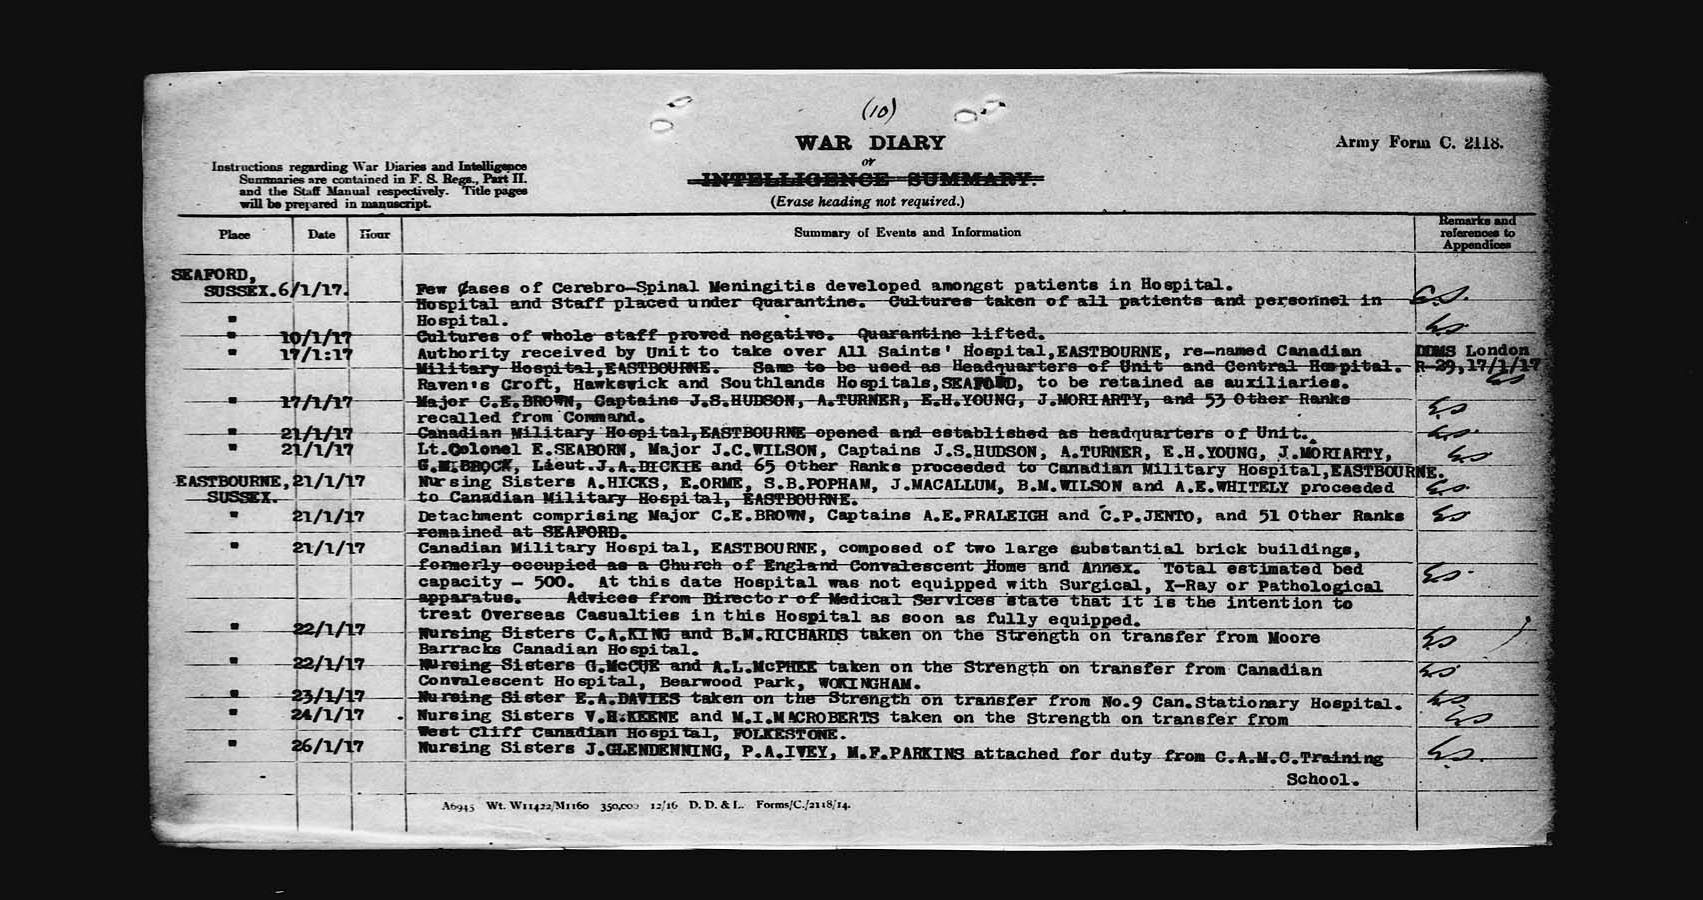 (10)
WAR DIARY
or
INTELLIGENCE SUMMARY.
(Erase heading not required.)
Army Form C. 2118.
Instructions regarding War Diaries and Intelligence
Summaries are contained in F. S. Regs., Part II.
and the Staff Manual respectively. Title pages
will be prepared in manuscript.
Place Date Hour Summary of Events and Information Remarks and references to Appendices
SEAFORD,
SUSSEX. 6/1/17. Few Cases of Cerebro-Spinal Meningitis developed amongst patients in Hospital.
Hospital and Staff placed under Quarantine. Cultures taken of all patients and personnel in
" Hospital.
" 10/1/17 Cultures of whole staff proved negative. Quarantine lifted.
" 17/1:17 Authority received by Unit to take over All Saints' Hospital,EASTBOURNE, re-named Canadian DDMS London
Military Hospital,EASTBOURNE. Same to be used as Headquarters of Unit and Central Hospital. R-29,17/1/17
Raven's Croft, Hawkswick and Southlands Hospitals,SEAFORD, to be retained as auxiliaries.
" 17/1/17 Major C.E.BROWN, Captains J.S.HUDSON, A.TURNER, E.H.YOUNG, J.MORIARTY, and 53 Other Ranks
recalled from Command.
" 21/1/17 Canadian Military Hospital,EASTBOURNE opened and established as headquarters of Unit.
" 21/1/17 Lt.Colonel E.SEABORN, Major J.C.WILSON, Captains J.S.HUDSON, A.TURNER, E.H.YOUNG, J.MORIARTY,
G.M.BROCK, Lieut.J.A.DICKIE and 65 Other Ranks proceeded to Canadian Military Hospital,EASTBOURNE.
EASTBOURNE, 21/1/17 Nursing Sisters A.HICKS, E.ORME, S.B.POPHAM, J.MACALLUM, B.M.WILSON and A.E.WHITELY proceeded
SUSSEX. to Canadian Military Hospital, EASTBOURNE.
" 21/1/17 Detachment comprising Major C.E.BROWN, Captains A.E.FRALEIGH and C.P.JENTO, and 51 Other Ranks
remained at SEAFORD.
" 21/1/17 Canadian Military Hospital, EASTBOURNE, composed of two large substantial brick buildings,
formerly occupied as a Church of England Convalescent Home and Annex. Total estimated bed
capacity - 500. At this date Hospital was not equipped with Surgical, X-Ray or Pathological
apparatus. Advices from Director of Medical Services state that it is the intention to
treat Overseas Casualties in this Hospital as soon as fully equipped.
" 22/1/17 Nursing Sisters C.A.KING and B.M.RICHARDS taken on the Strength on transfer from Moore
Barracks Canadian Hospital.
" 22/1/17 Nursing Sisters G.McCUE and A.L.McPHEE taken on the Strength on transfer from Canadian
Convalescent Hospital, Bearwood Park, WOKINGHAM.
" 23/1/17 Nursing Sister E.A.DAVIES taken on the Strength on transfer from No.9 Can.Stationary Hospital.
" 24/1/17 Nursing Sisters V.H.KEENE and M.I.MACROBERTS taken on the Strength on transfer from
West Cliff Canadian Hospital, FOLKESTONE.
" 26/1/17 Nursing Sisters J.GLENDENNING, P.A.IVEY, M.F.PARKINS attached for duty from C.A.M.C.Training
School.
A6945 Wt. W11422/M1160 350,000 12/16 D. D. & L. Forms/C./2118/14.